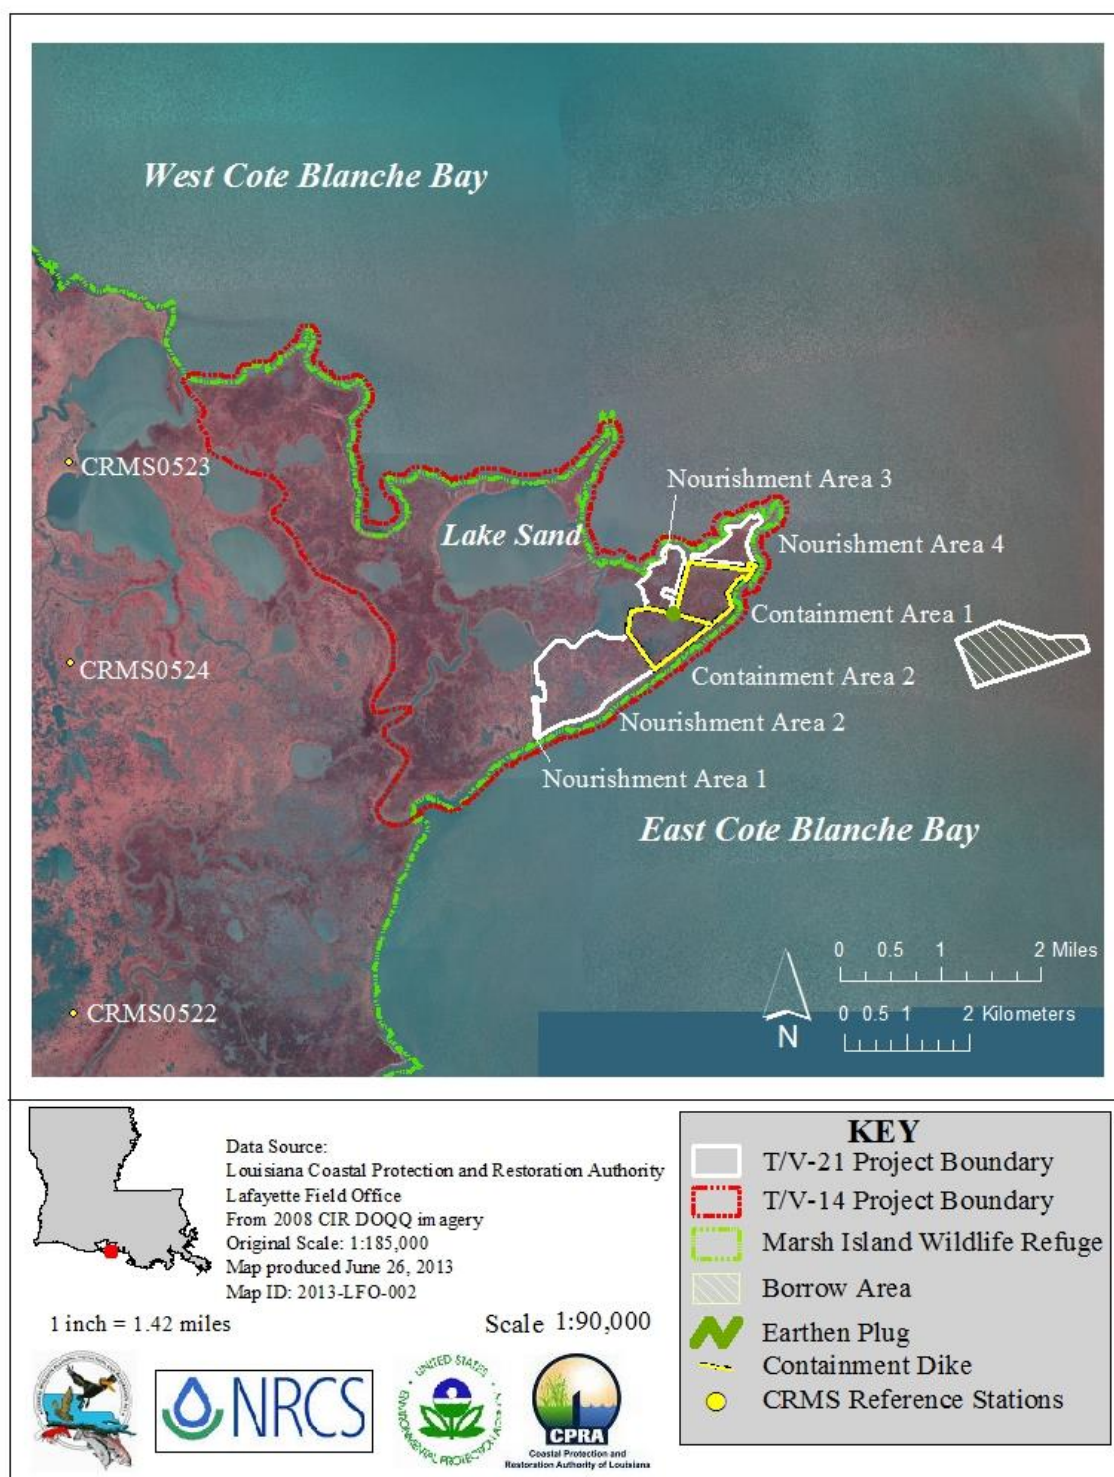 West Cote Blanche Bay
CRMS0523
Nourishment Area 3
Lake Sand
Nourishment Area 4
Containment Area 1
CRMS0524
Containment Area 2
Nourishment Area 2
Nourishment Area 1
East Cote Blanche Bay
0 0.5 1 2 Miles
CRMS0522
0 0.5 1 2 Kilometers
N
Data Source:
Louisiana Coastal Protection and Restoration Authority
Lafayette Field Office
From 2008 CIR DOQQ imagery
Original Scale: 1:185,000
Map produced June 26, 2013
Map ID: 2013-LFO-002
1 inch = 1.42 miles
Scale 1:90,000
KEY
T/V-21 Project Boundary
T/V-14 Project Boundary
Marsh Island Wildlife Refuge
Borrow Area
Earthen Plug
Containment Dike
CRMS Reference Stations
NRCS
UNITED STATES
ENVIRONMENTAL PROTECTION AGENCY
CPRA
Coastal Protection and
Restoration Authority of Louisiana